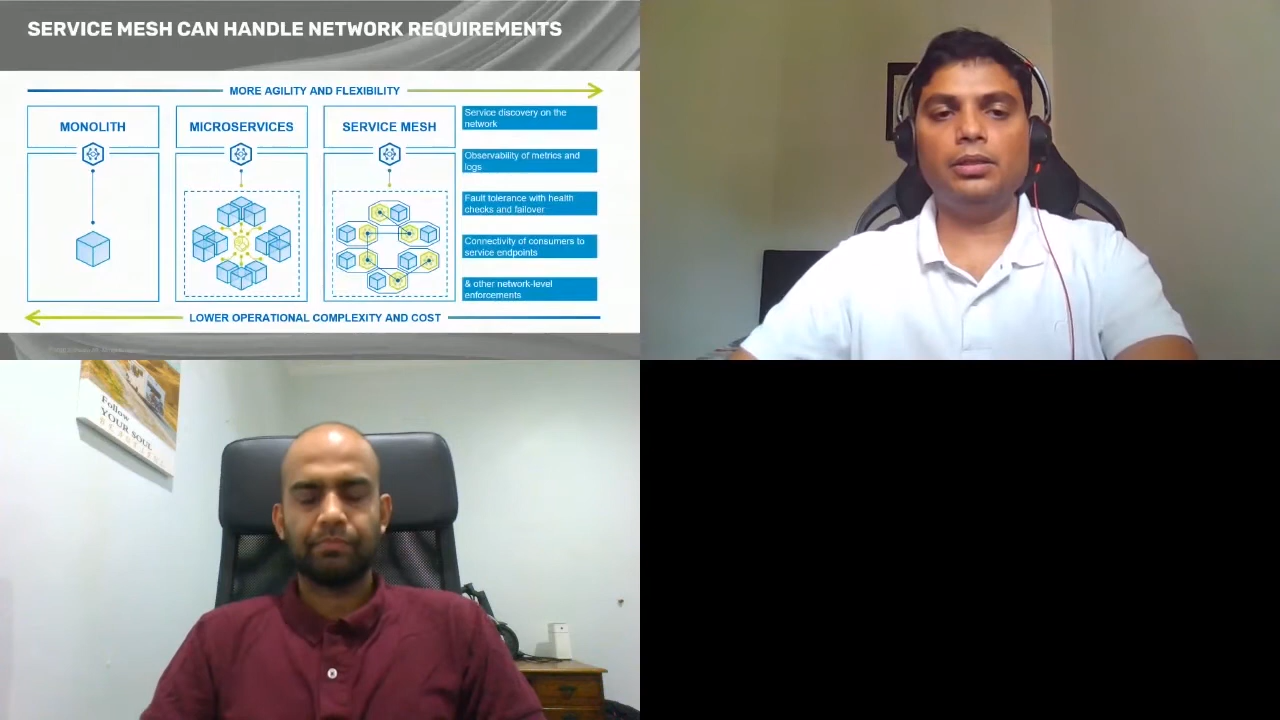 SERVICE MESH CAN HANDLE NETWORK REQUIREMENTS
MORE AGILITY AND FLEXIBILITY
MONOLITH
MICROSERVICES
SERVICE MESH
Service discovery on the
network
Observability of metrics and
logs
Fault tolerance with health
checks and failover
Connectivity of consumers to
service endpoints
& other network-level
enforcements
LOWER OPERATIONAL COMPLEXITY AND COST
Follow
YOUR SOUL